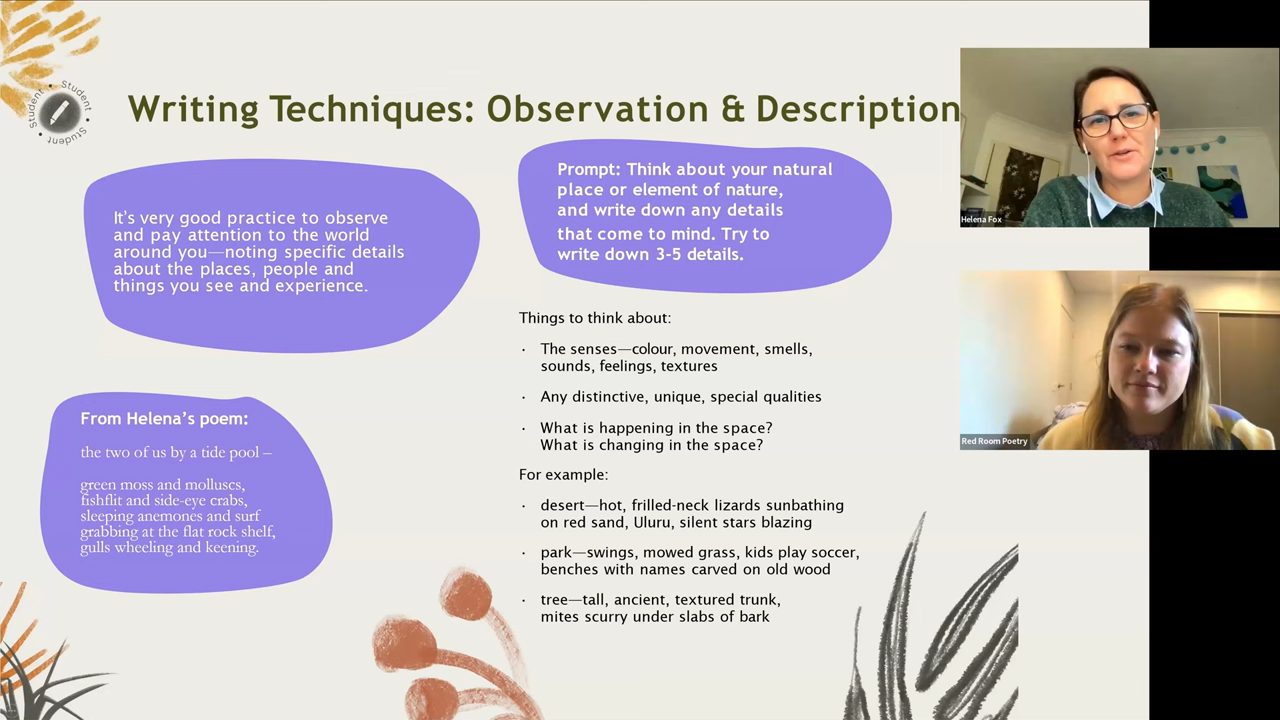 Student • Student • Student •
Writing Techniques: Observation & Description
It's very good practice to observe
and pay attention to the world
around you—noting specific details
about the places, people and
things you see and experience.
From Helena's poem:
the two of us by a tide pool –
green moss and molluscs,
fishflit and side-eye crabs,
sleeping anemones and surf
grabbing at the flat rock shelf,
gulls wheeling and keening.
Prompt: Think about your natural
place or element of nature,
and write down any details
that come to mind. Try to
write down 3-5 details.
Things to think about:
· The senses—colour, movement, smells,
sounds, feelings, textures
· Any distinctive, unique, special qualities
· What is happening in the space?
What is changing in the space?
For example:
· desert—hot, frilled-neck lizards sunbathing
on red sand, Uluru, silent stars blazing
· park—swings, mowed grass, kids play soccer,
benches with names carved on old wood
· tree—tall, ancient, textured trunk,
mites scurry under slabs of bark
Helena Fox
Red Room Poetry